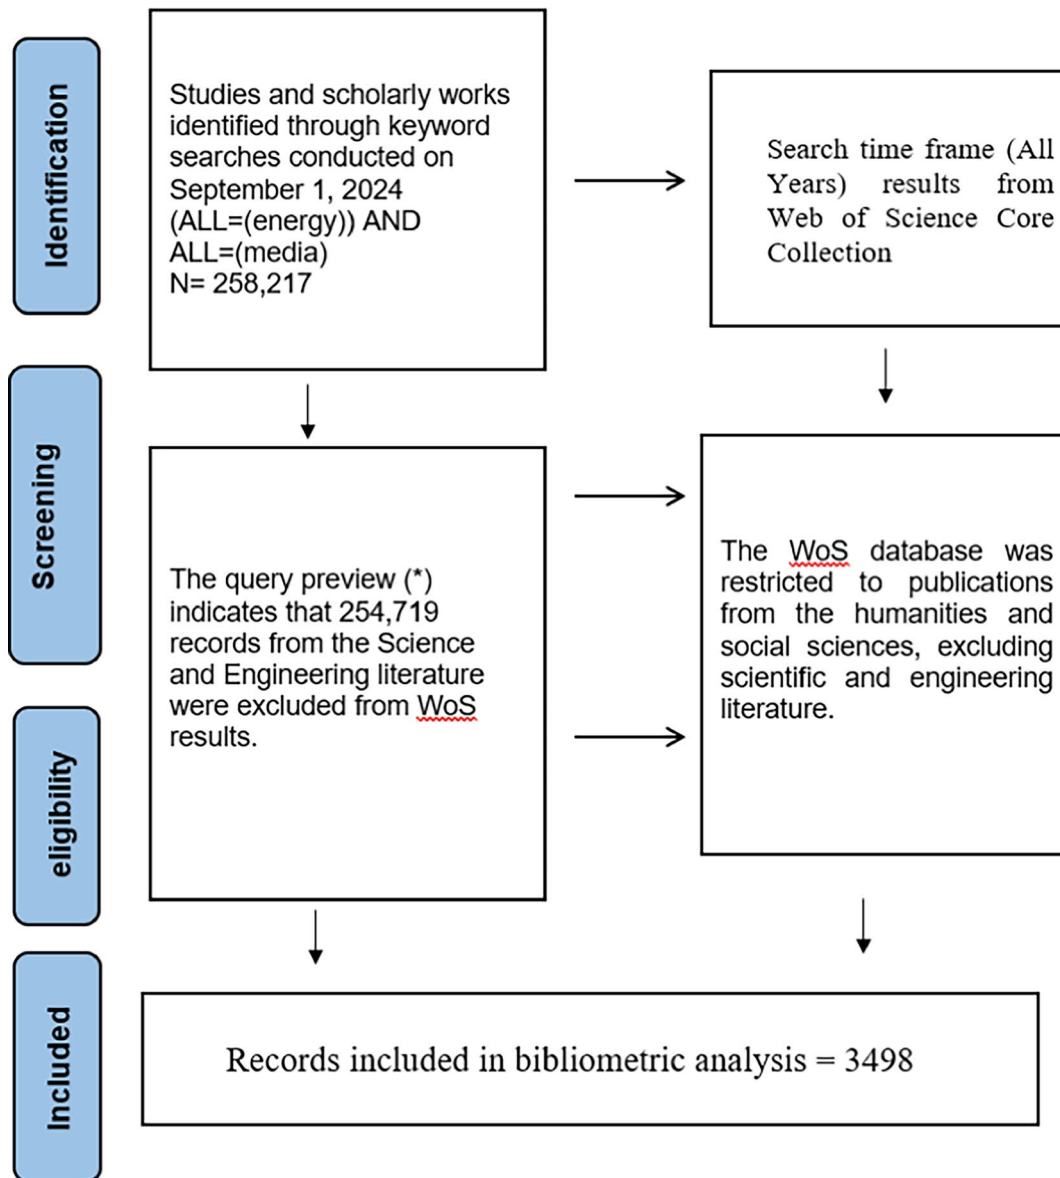 Identification
Studies and scholarly works
identified through keyword
searches conducted on
September 1, 2024
(ALL=(energy)) AND
ALL=(media)
N= 258,217
Search time frame (All
Years) results from
Web of Science Core
Collection
Screening
The query preview (*)
indicates that 254,719
records from the Science
and Engineering literature
were excluded from WoS
results.
The WoS database was
restricted to publications
from the humanities and
social sciences, excluding
scientific and engineering
literature.
eligibility
Included
Records included in bibliometric analysis = 3498